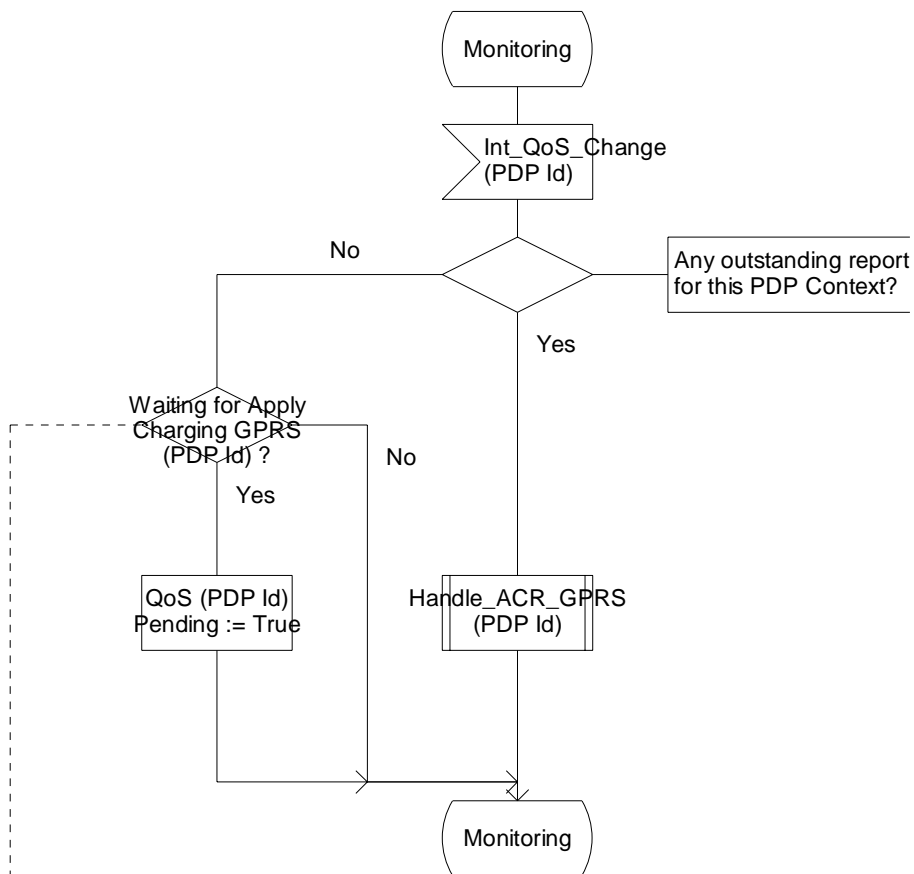 Monitoring
Int_QoS_Change
(PDP Id)
No
Any outstanding report
for this PDP Context?
Yes
Waiting for Apply
Charging GPRS
(PDP Id) ?
No
Yes
QoS (PDP Id)
Pending := True
Handle_ACR_GPRS
(PDP Id)
Monitoring